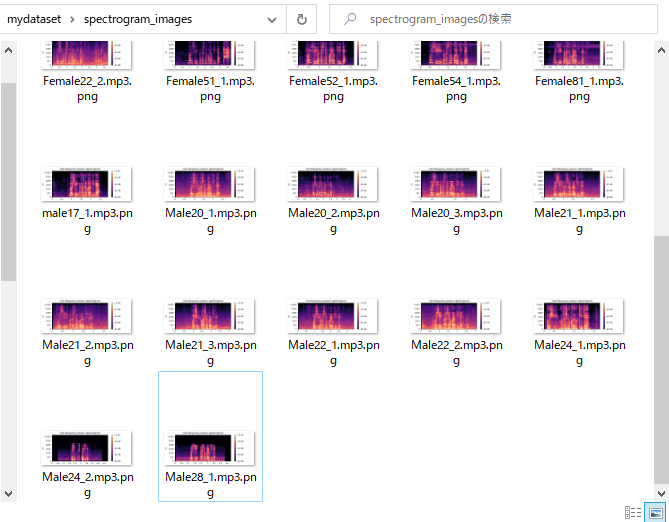 mydataset › spectrogram_images
spectrogram_imagesの検索
Female22_2.mp3.png
Female51_1.mp3.png
Female52_1.mp3.png
Female54_1.mp3.png
Female81_1.mp3.png
male17_1.mp3.png
Male20_1.mp3.png
Male20_2.mp3.png
Male20_3.mp3.png
Male21_1.mp3.png
Male21_2.mp3.png
Male21_3.mp3.png
Male22_1.mp3.png
Male22_2.mp3.png
Male24_1.mp3.png
Male24_2.mp3.png
Male28_1.mp3.png